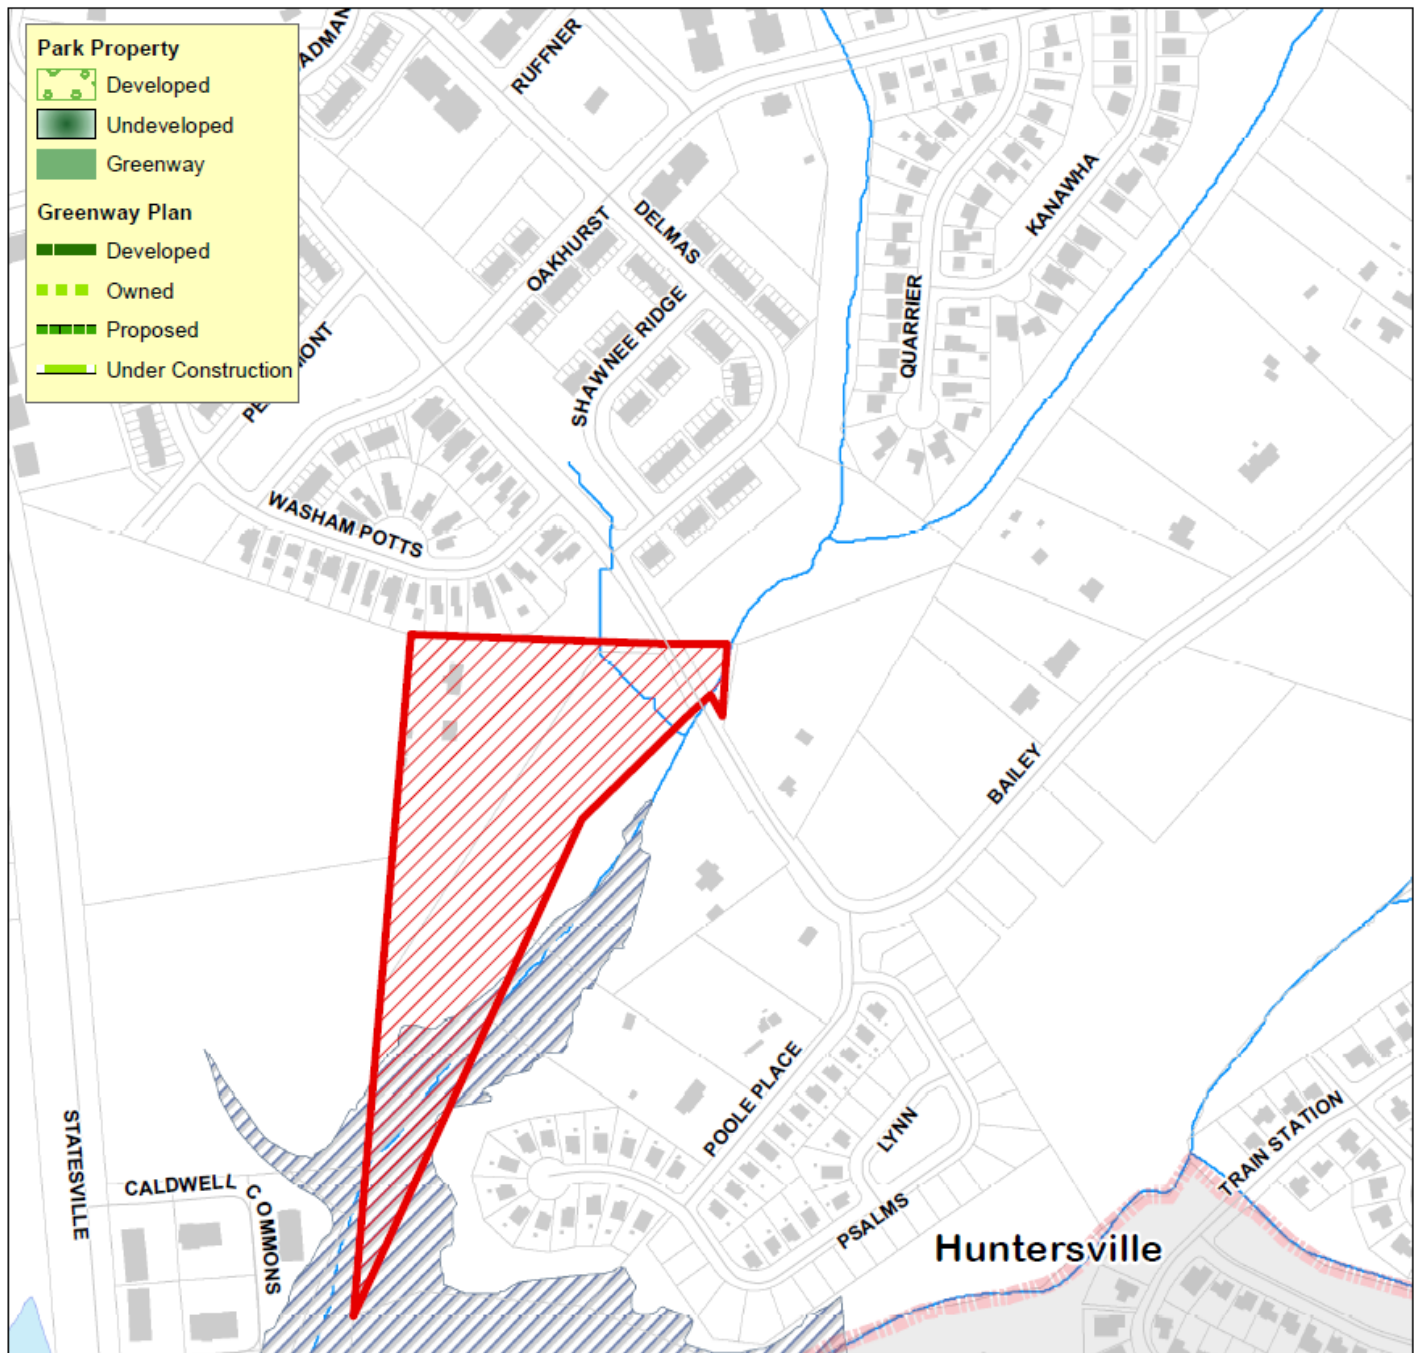 Park Property
Developed
Undeveloped
Greenway
Greenway Plan
Developed
Owned
Proposed
Under Construction
RUFFNER
DELMAS
OAKHURST
KANAWHA
SHAWNEE RIDGE
QUARRIER
WASHAM POTTS
BAILEY
POOLE PLACE
LYNN
TRAIN STATION
STATESVILLE
CALDWELL COMMONS
PSALMS
Huntersville